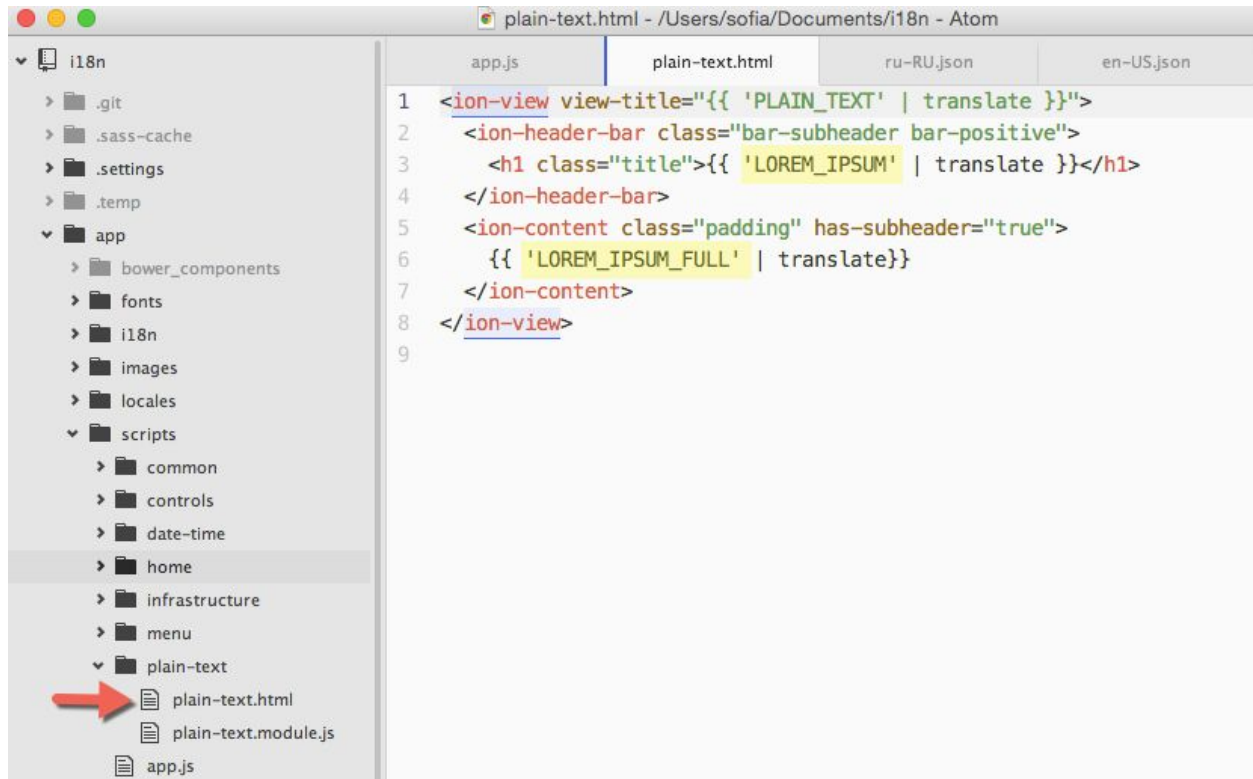 plain-text.html - /Users/sofia/Documents/i18n - Atom
i18n
.git
.sass-cache
.settings
.temp
app
bower_components
fonts
i18n
images
locales
scripts
common
controls
date-time
home
infrastructure
menu
plain-text
plain-text.html
plain-text.module.js
app.js
app.js plain-text.html ru-RU.json en-US.json
1 <ion-view view-title="{{ 'PLAIN_TEXT' | translate }}">
2 <ion-header-bar class="bar-subheader bar-positive">
3 <h1 class="title">{{ 'LOREM_IPSUM' | translate }}</h1>
4 </ion-header-bar>
5 <ion-content class="padding" has-subheader="true">
6 {{ 'LOREM_IPSUM_FULL' | translate}}
7 </ion-content>
8 </ion-view>
9